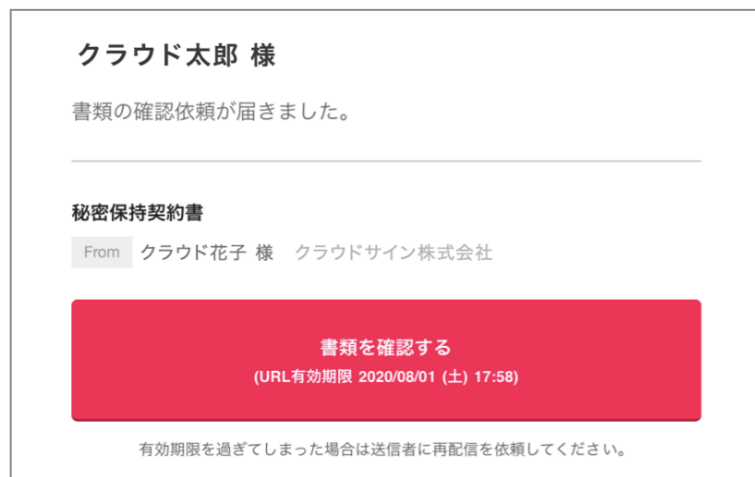 クラウド太郎 様
書類の確認依頼が届きました。
秘密保持契約書
From クラウド花子 様 クラウドサイン株式会社
書類を確認する
(URL有効期限 2020/08/01 (土) 17:58)
有効期限を過ぎてしまった場合は送信者に再配信を依頼してください。